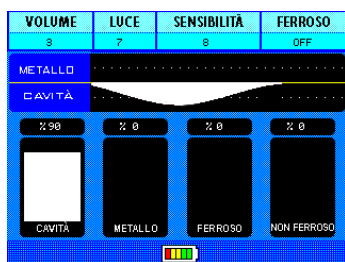 VOLUME LUCE SENSIBILITÀ FERROSO
3 7 8 OFF
METALLO
CAVITÀ
%90 % 0 % 0 % 0
CAVITÀ METALLO FERROSO NON FERROSO